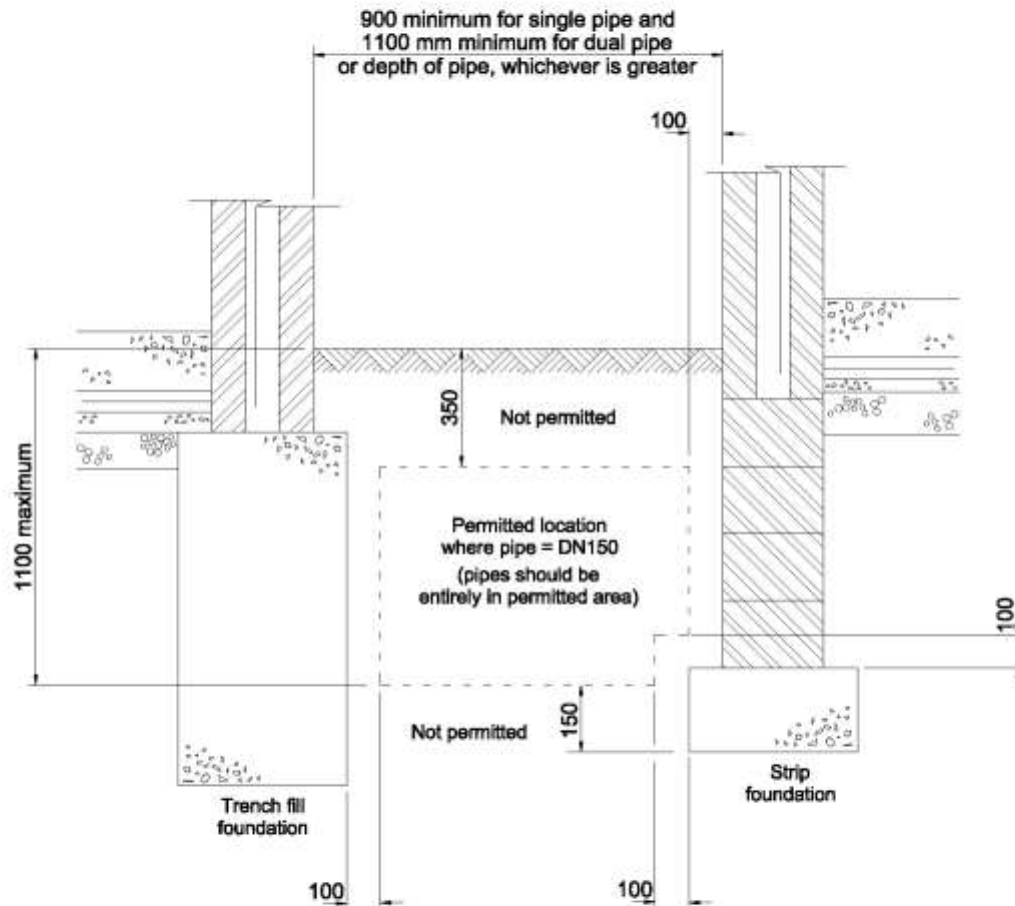 900 minimum for single pipe and
1100 mm minimum for dual pipe
or depth of pipe, whichever is greater
100
350
Not permitted
1100 maximum
Permitted location
where pipe = DN150
(pipes should be
entirely in permitted area)
100
150
Not permitted
Trench fill
foundation
Strip
foundation
100
100